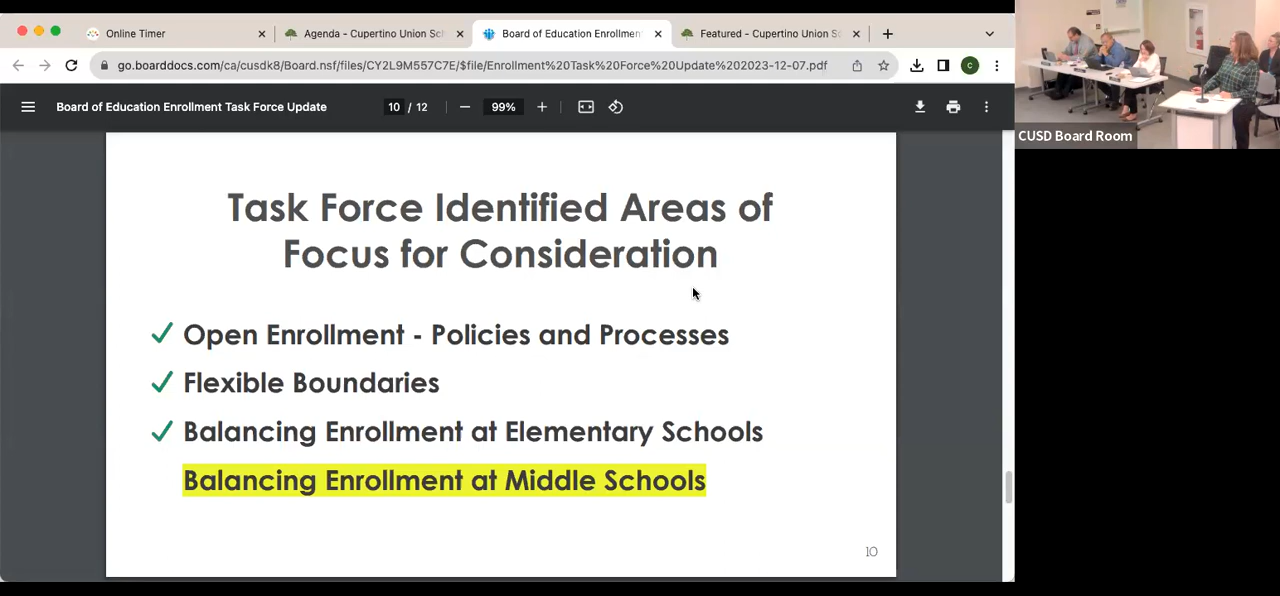 Online Timer
Agenda - Cupertino Union Sc
Board of Education Enrollmen
Featured - Cupertino Union S
go.boarddocs.com/ca/cusdk8/Board.nsf/files/CY2L9M557C7E/$file/Enrollment%20Task%20Force%20Update%202023-12-07.pdf
C
Board of Education Enrollment Task Force Update
10 / 12
99%
CUSD Board Room
Task Force Identified Areas of
Focus for Consideration
Open Enrollment - Policies and Processes
Flexible Boundaries
Balancing Enrollment at Elementary Schools
Balancing Enrollment at Middle Schools
10